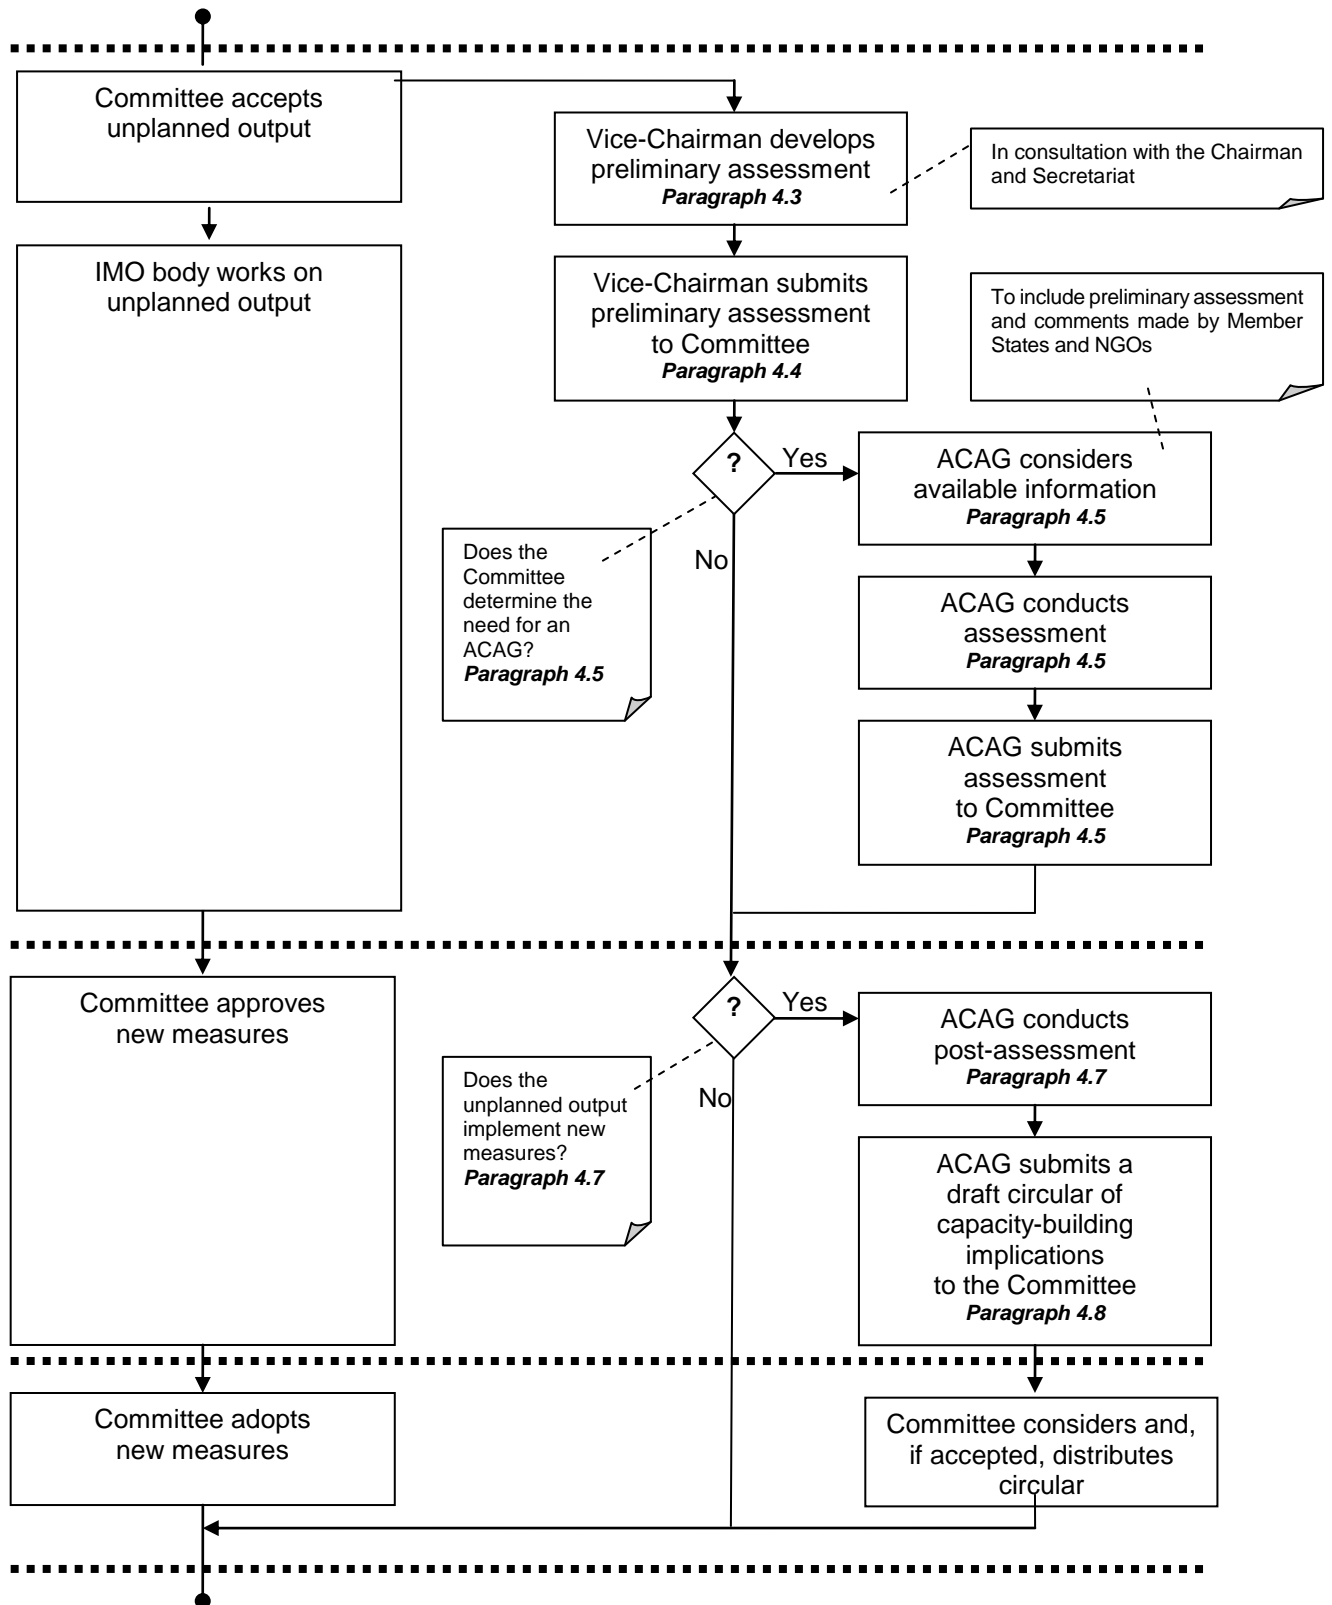 Committee accepts
unplanned output
Vice-Chairman develops
preliminary assessment
Paragraph 4.3
In consultation with the Chairman
and Secretariat
IMO body works on
unplanned output
Vice-Chairman submits
preliminary assessment
to Committee
Paragraph 4.4
To include preliminary assessment
and comments made by Member
States and NGOs
?
Yes
ACAG considers
available information
Paragraph 4.5
Does the
Committee
determine the
need for an
ACAG?
Paragraph 4.5
No
ACAG conducts
assessment
Paragraph 4.5
ACAG submits
assessment
to Committee
Paragraph 4.5
Committee approves
new measures
?
Yes
ACAG conducts
post-assessment
Paragraph 4.7
Does the
unplanned output
implement new
measures?
Paragraph 4.7
No
ACAG submits a
draft circular of
capacity-building
implications
to the Committee
Paragraph 4.8
Committee adopts
new measures
Committee considers and,
if accepted, distributes
circular